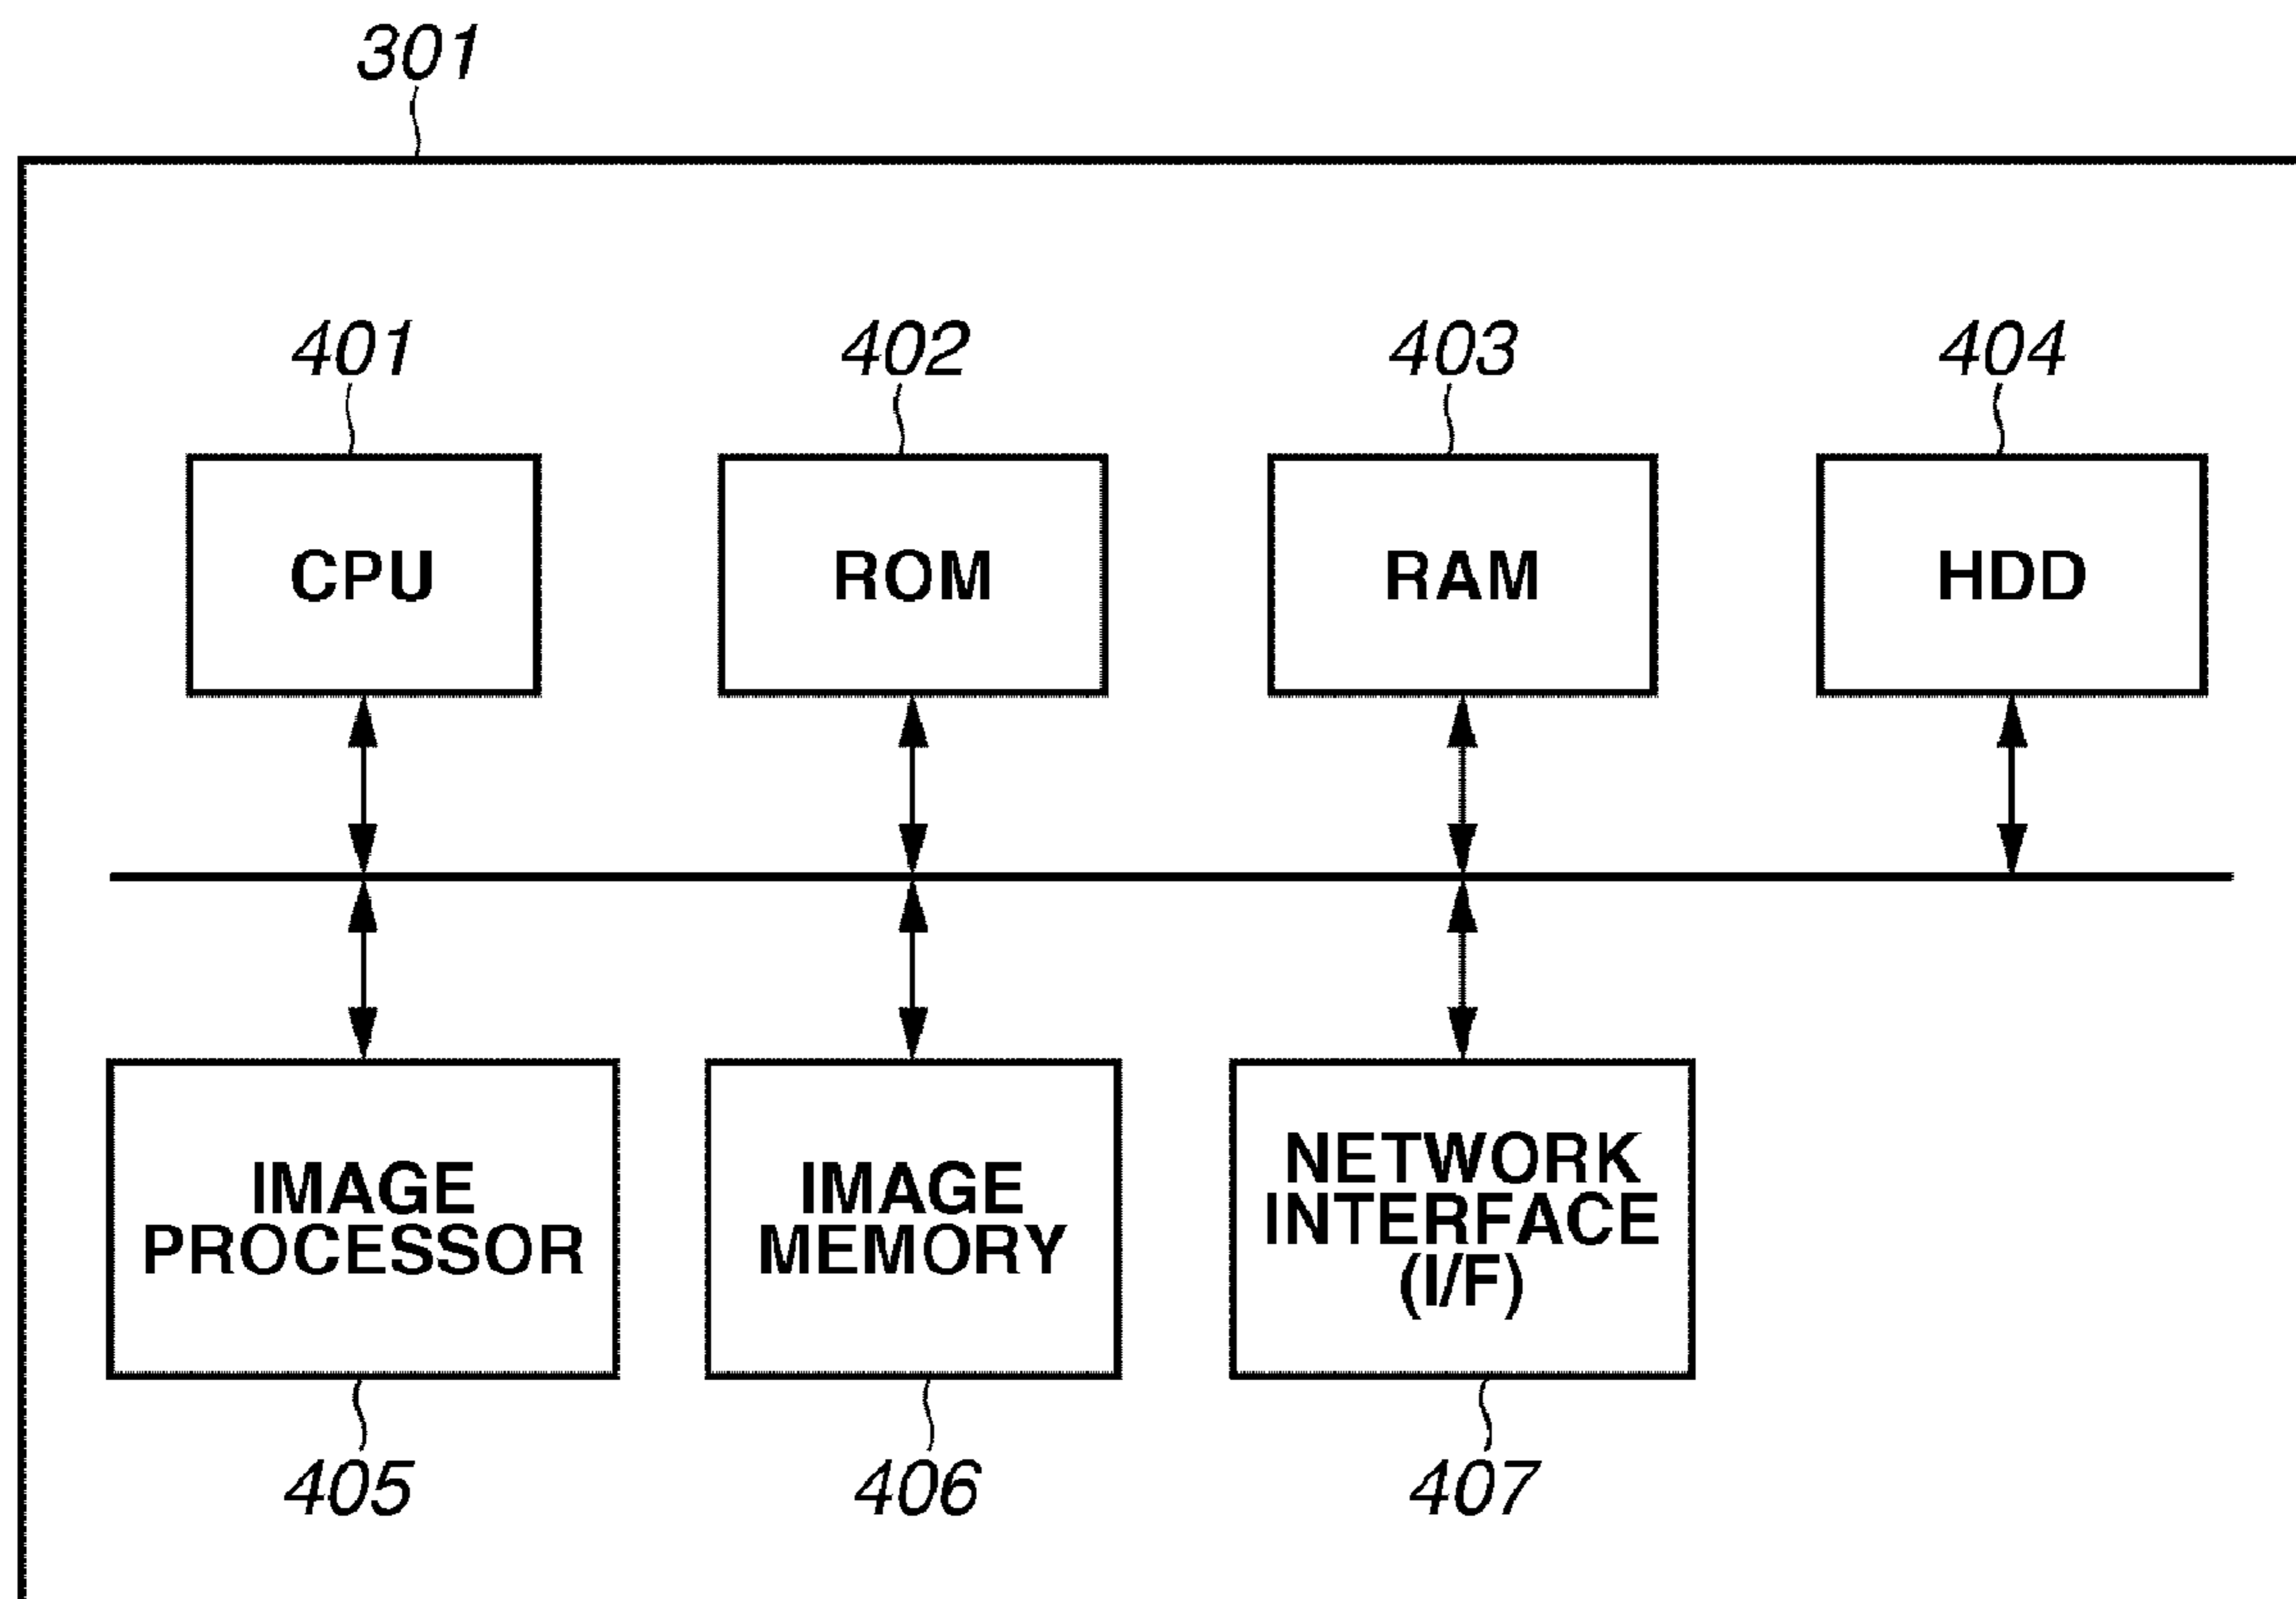 301
401
402
403
404
CPU
ROM
RAM
HDD
IMAGE
PROCESSOR
IMAGE
MEMORY
NETWORK
INTERFACE
(I/F)
405
406
407